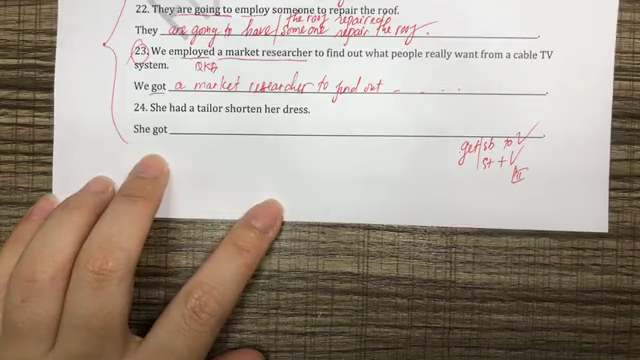 22. They are going to employ someone to repair the roof.
the roof repaired
They are going to have / someone repair the roof.
23. We employed a market researcher to find out what people really want from a cable TV
system. QKĐ
We got a market researcher to find out . . . . .
24. She had a tailor shorten her dress.
She got
get sb to V
st + V
III